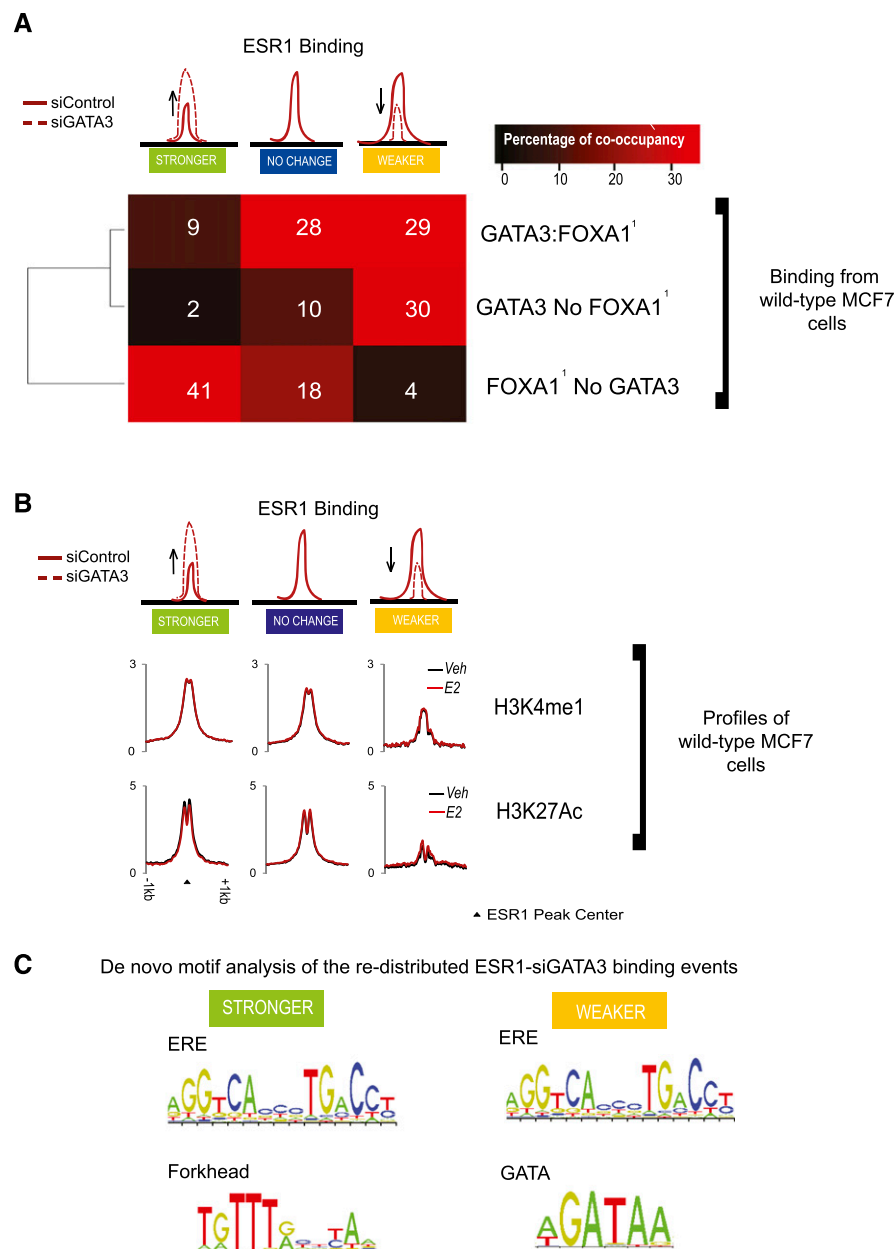 A
ESR1 Binding
siControl
siGATA3
STRONGER
NO CHANGE
WEAKER
Percentage of co-occupancy
0 10 20 30
9 28 29 GATA3:FOXA1¹
2 10 30 GATA3 No FOXA1¹
41 18 4 FOXA1¹ No GATA3
Binding from
wild-type MCF7
cells
B
ESR1 Binding
siControl
siGATA3
STRONGER
NO CHANGE
WEAKER
3 3 3
Veh
E2
0 0 0
H3K4me1
5 5 5
Veh
E2
0 0 0
H3K27Ac
-1kb
+1kb
Profiles of
wild-type MCF7
cells
▲ ESR1 Peak Center
C
De novo motif analysis of the re-distributed ESR1-siGATA3 binding events
STRONGER
WEAKER
ERE
ERE
AGGTCACCCTGACCT
AGGTCACCCTGACCT
Forkhead
GATA
AGATAA